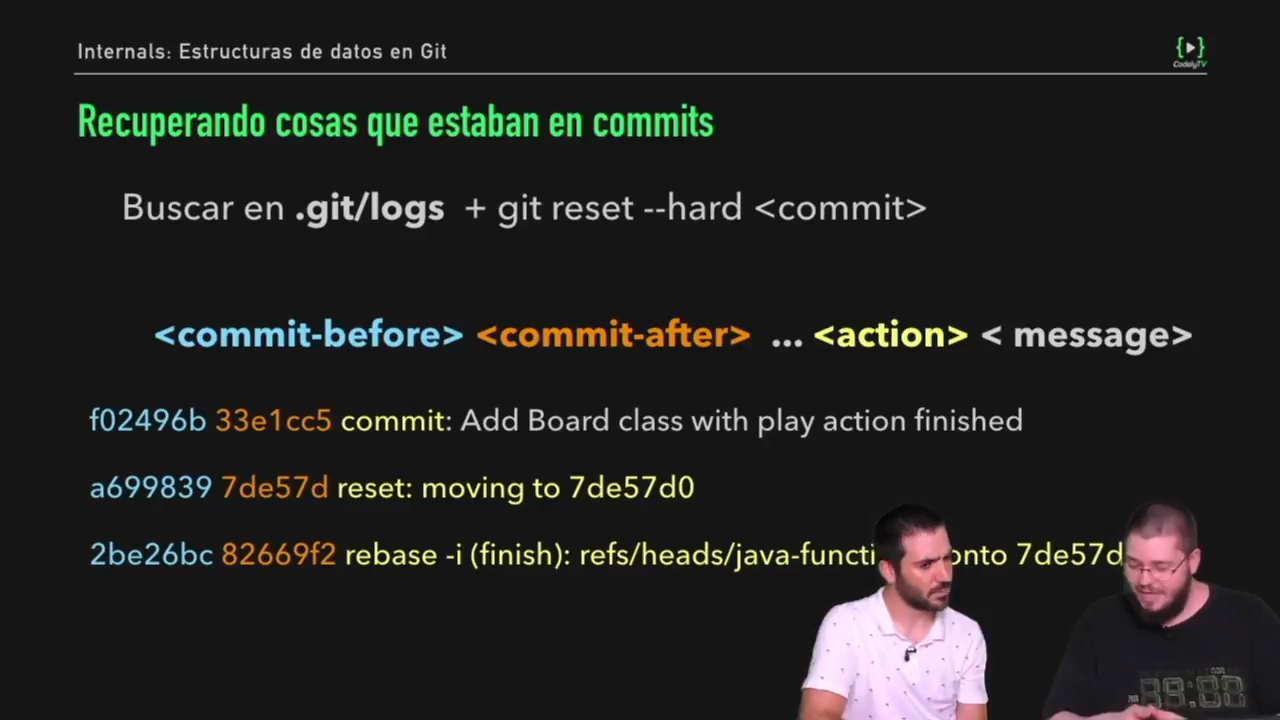 Internals: Estructuras de datos en Git
CodelyTV
Recuperando cosas que estaban en commits
Buscar en .git/logs + git reset --hard <commit>
<commit-before> <commit-after> ... <action> < message>
f02496b 33e1cc5 commit: Add Board class with play action finished
a699839 7de57d reset: moving to 7de57d0
2be26bc 82669f2 rebase -i (finish): refs/heads/java-functi onto 7de57d